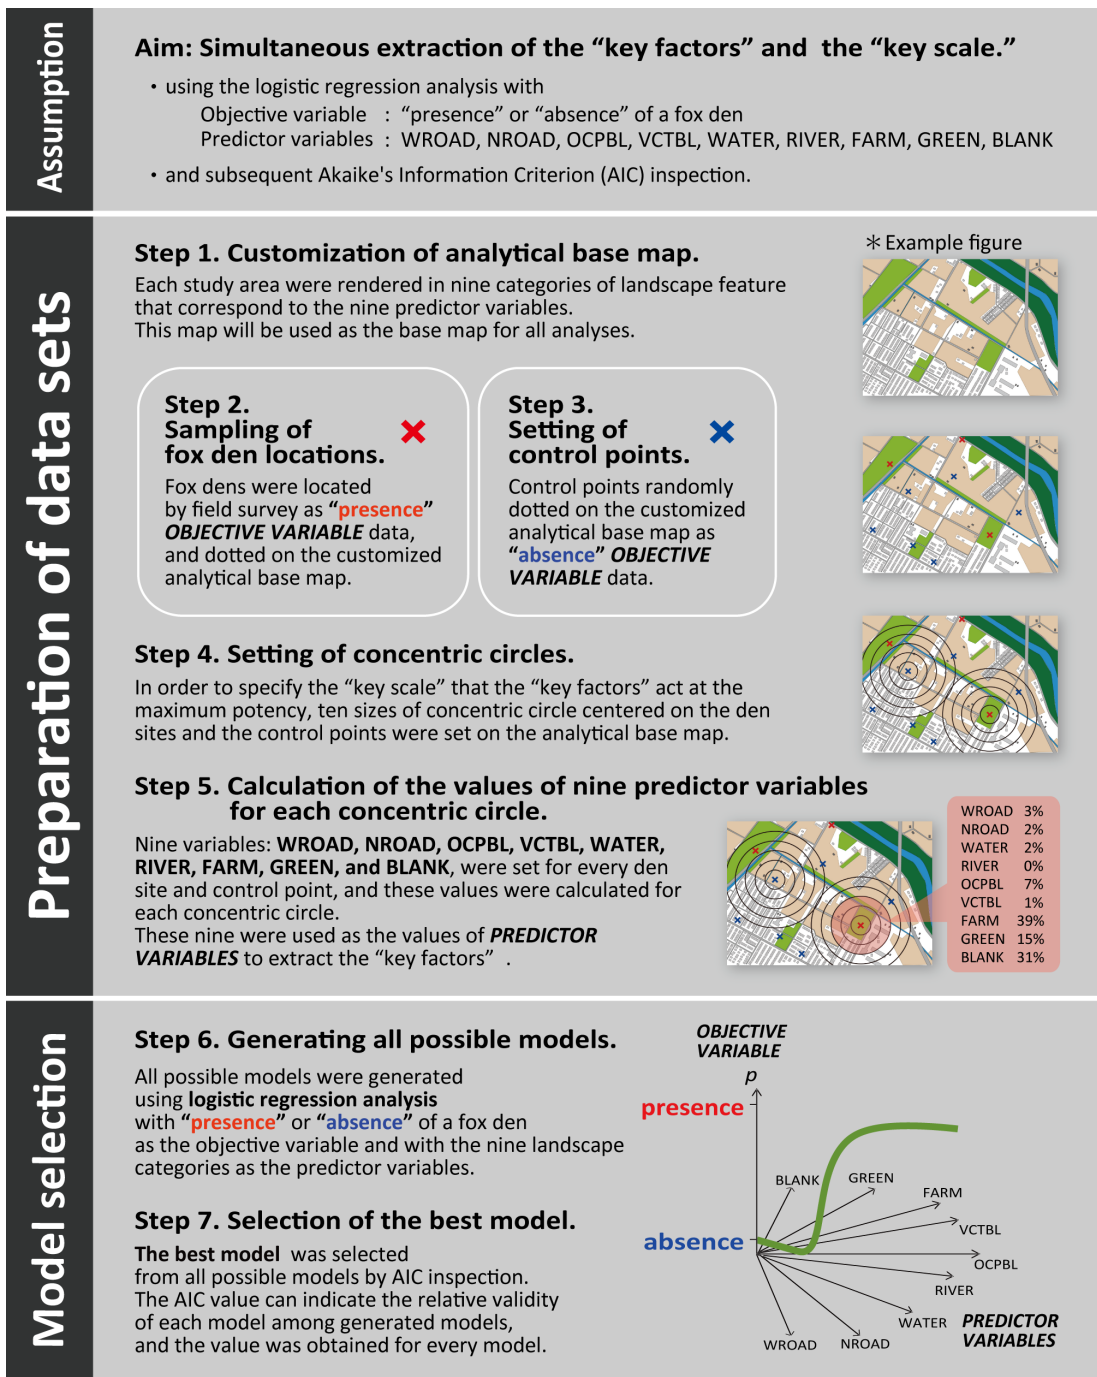 Assumption
Aim: Simultaneous extraction of the “key factors” and the “key scale.”
・using the logistic regression analysis with
Objective variable : “presence” or “absence” of a fox den
Predictor variables : WROAD, NROAD, OCPBL, VCTBL, WATER, RIVER, FARM, GREEN, BLANK
・and subsequent Akaike's Information Criterion (AIC) inspection.
Preparation of data sets
Step 1. Customization of analytical base map.
Each study area were rendered in nine categories of landscape feature
that correspond to the nine predictor variables.
This map will be used as the base map for all analyses.
＊Example figure
Step 2.
Sampling of
fox den locations.
Fox dens were located
by field survey as “presence”
OBJECTIVE VARIABLE data,
and dotted on the customized
analytical base map.
Step 3.
Setting of
control points.
Control points randomly
dotted on the customized
analytical base map as
“absence” OBJECTIVE
VARIABLE data.
Step 4. Setting of concentric circles.
In order to specify the “key scale” that the “key factors” act at the
maximum potency, ten sizes of concentric circle centered on the den
sites and the control points were set on the analytical base map.
Step 5. Calculation of the values of nine predictor variables
for each concentric circle.
Nine variables: WROAD, NROAD, OCPBL, VCTBL, WATER,
RIVER, FARM, GREEN, and BLANK, were set for every den
site and control point, and these values were calculated for
each concentric circle.
These nine were used as the values of PREDICTOR
VARIABLES to extract the “key factors” .
WROAD 3%
NROAD 2%
WATER 2%
RIVER 0%
OCPBL 7%
VCTBL 1%
FARM 39%
GREEN 15%
BLANK 31%
Model selection
Step 6. Generating all possible models.
All possible models were generated
using logistic regression analysis
with “presence” or “absence” of a fox den
as the objective variable and with the nine landscape
categories as the predictor variables.
Step 7. Selection of the best model.
The best model was selected
from all possible models by AIC inspection.
The AIC value can indicate the relative validity
of each model among generated models,
and the value was obtained for every model.
OBJECTIVE
VARIABLE
p
presence
absence
BLANK
GREEN
FARM
VCTBL
OCPBL
RIVER
WATER
NROAD
WROAD
PREDICTOR
VARIABLES